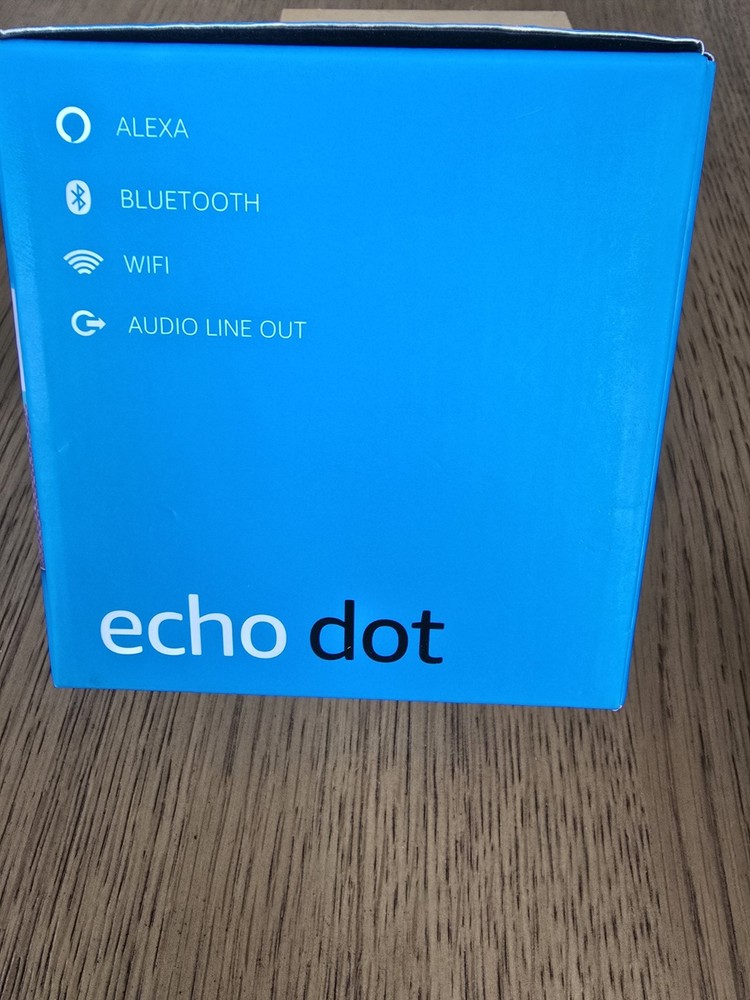 ALEXA
BLUETOOTH
WIFI
AUDIO LINE OUT
echo dot